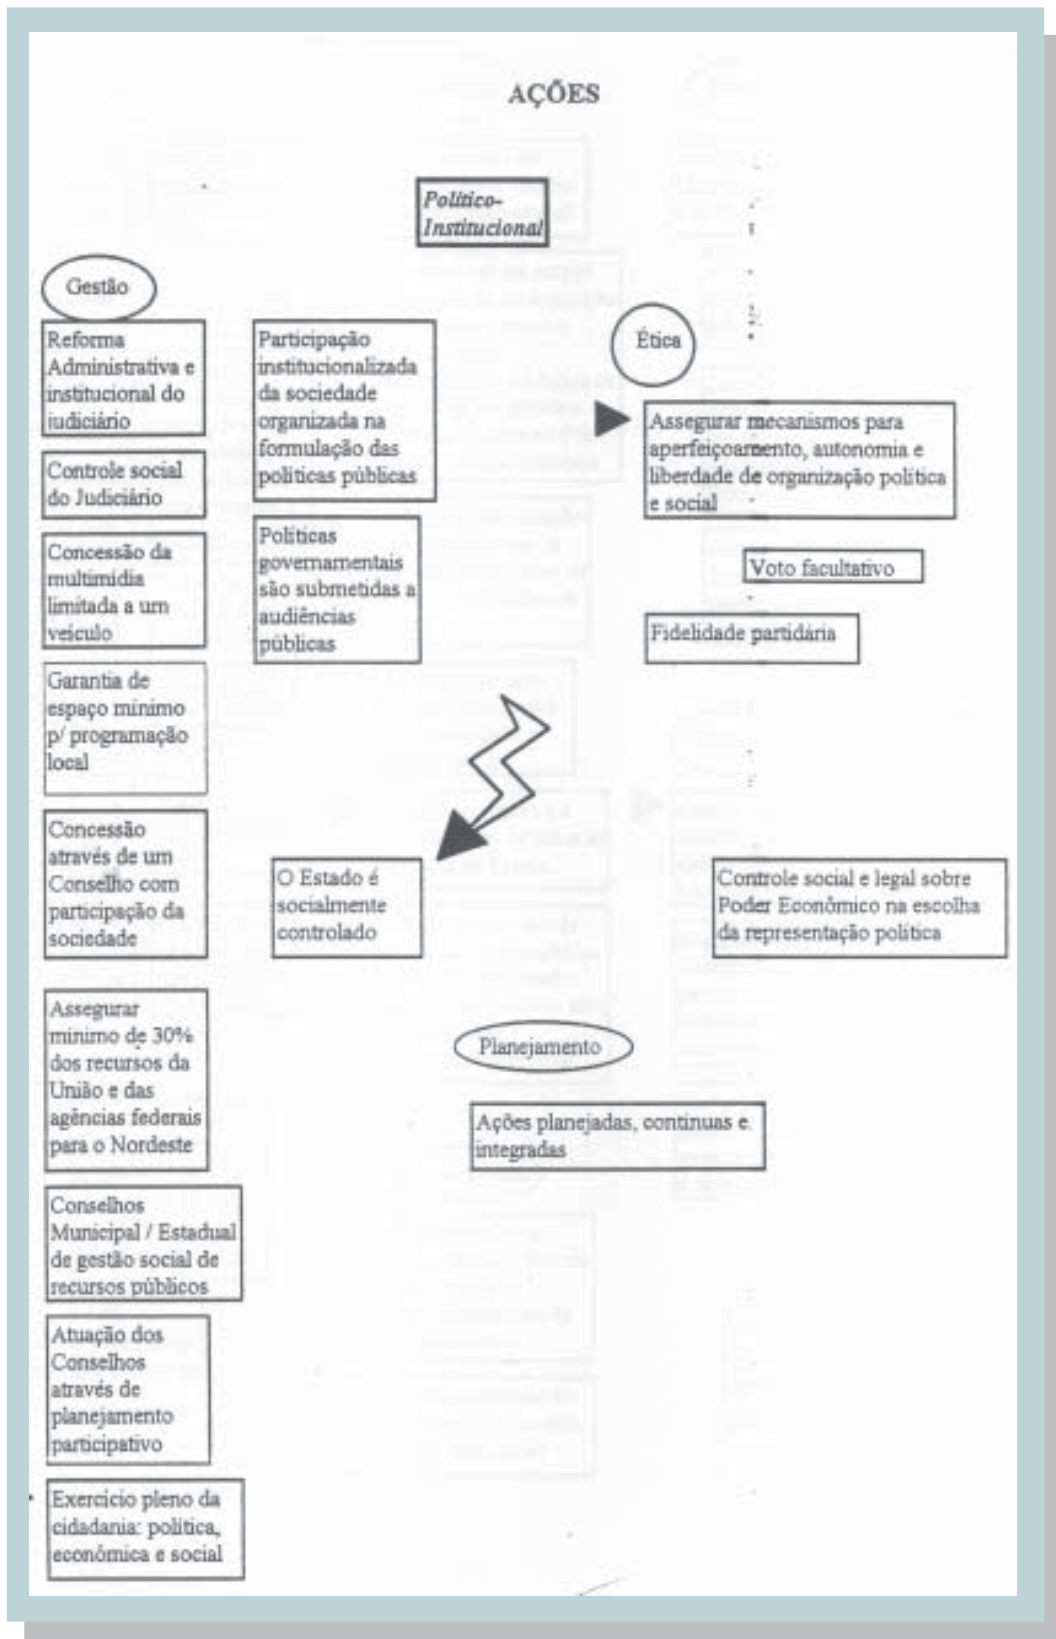 AÇÕES
Político-
Institucional
Gestão
Reforma
Administrativa e
institucional do
judiciário
Controle social
do Judiciário
Concessão da
multimídia
limitada a um
veículo
Garantia de
espaço mínimo
p/ programação
local
Concessão
através de um
Conselho com
participação da
sociedade
Assegurar
mínimo de 30%
dos recursos da
União e das
agências federais
para o Nordeste
Conselhos
Municipal / Estadual
de gestão social de
recursos públicos
Atuação dos
Conselhos
através de
planejamento
participativo
Exercício pleno da
cidadania: política,
econômica e social
Participação
institucionalizada
da sociedade
organizada na
formulação das
políticas públicas
Políticas
governamentais
são submetidas a
audiências
públicas
O Estado é
socialmente
controlado
Ética
Assegurar mecanismos para
aperfeiçoamento, autonomia e
liberdade de organização política
e social
Voto facultativo
Fidelidade partidária
Controle social e legal sobre
Poder Econômico na escolha
da representação política
Planejamento
Ações planejadas, contínuas e.
integradas